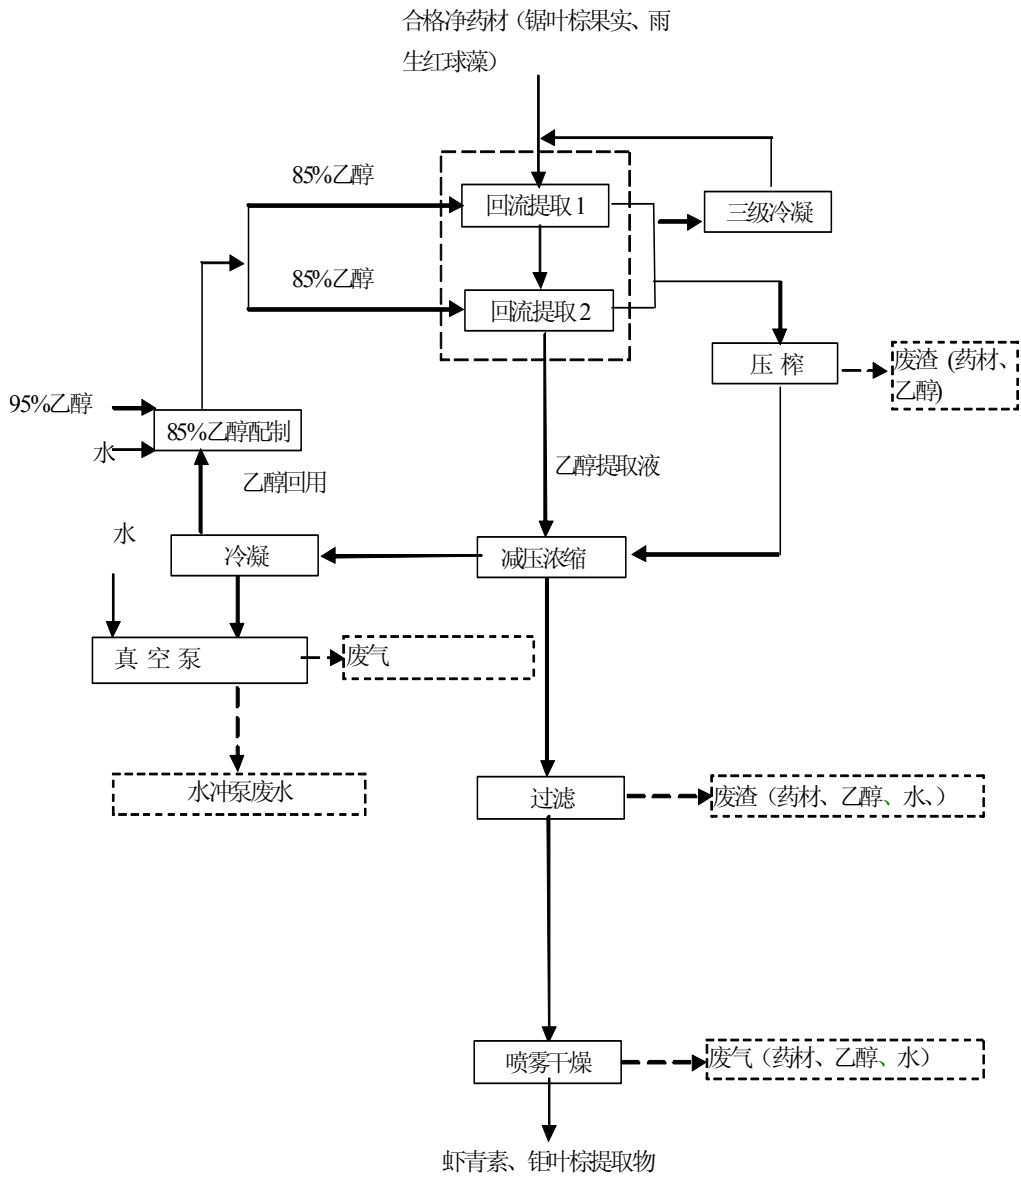 合格净药材（锯叶棕果实、雨
生红球藻）
85%乙醇
回流提取1
三级冷凝
85%乙醇
回流提取2
压 榨
废渣 (药材、
乙醇)
95%乙醇
85%乙醇配制
水
乙醇回用
乙醇提取液
水
冷凝
减压浓缩
真 空 泵
废气
水冲泵废水
过滤
废渣（药材、乙醇、水、）
喷雾干燥
废气（药材、乙醇、水）
虾青素、钜叶棕提取物